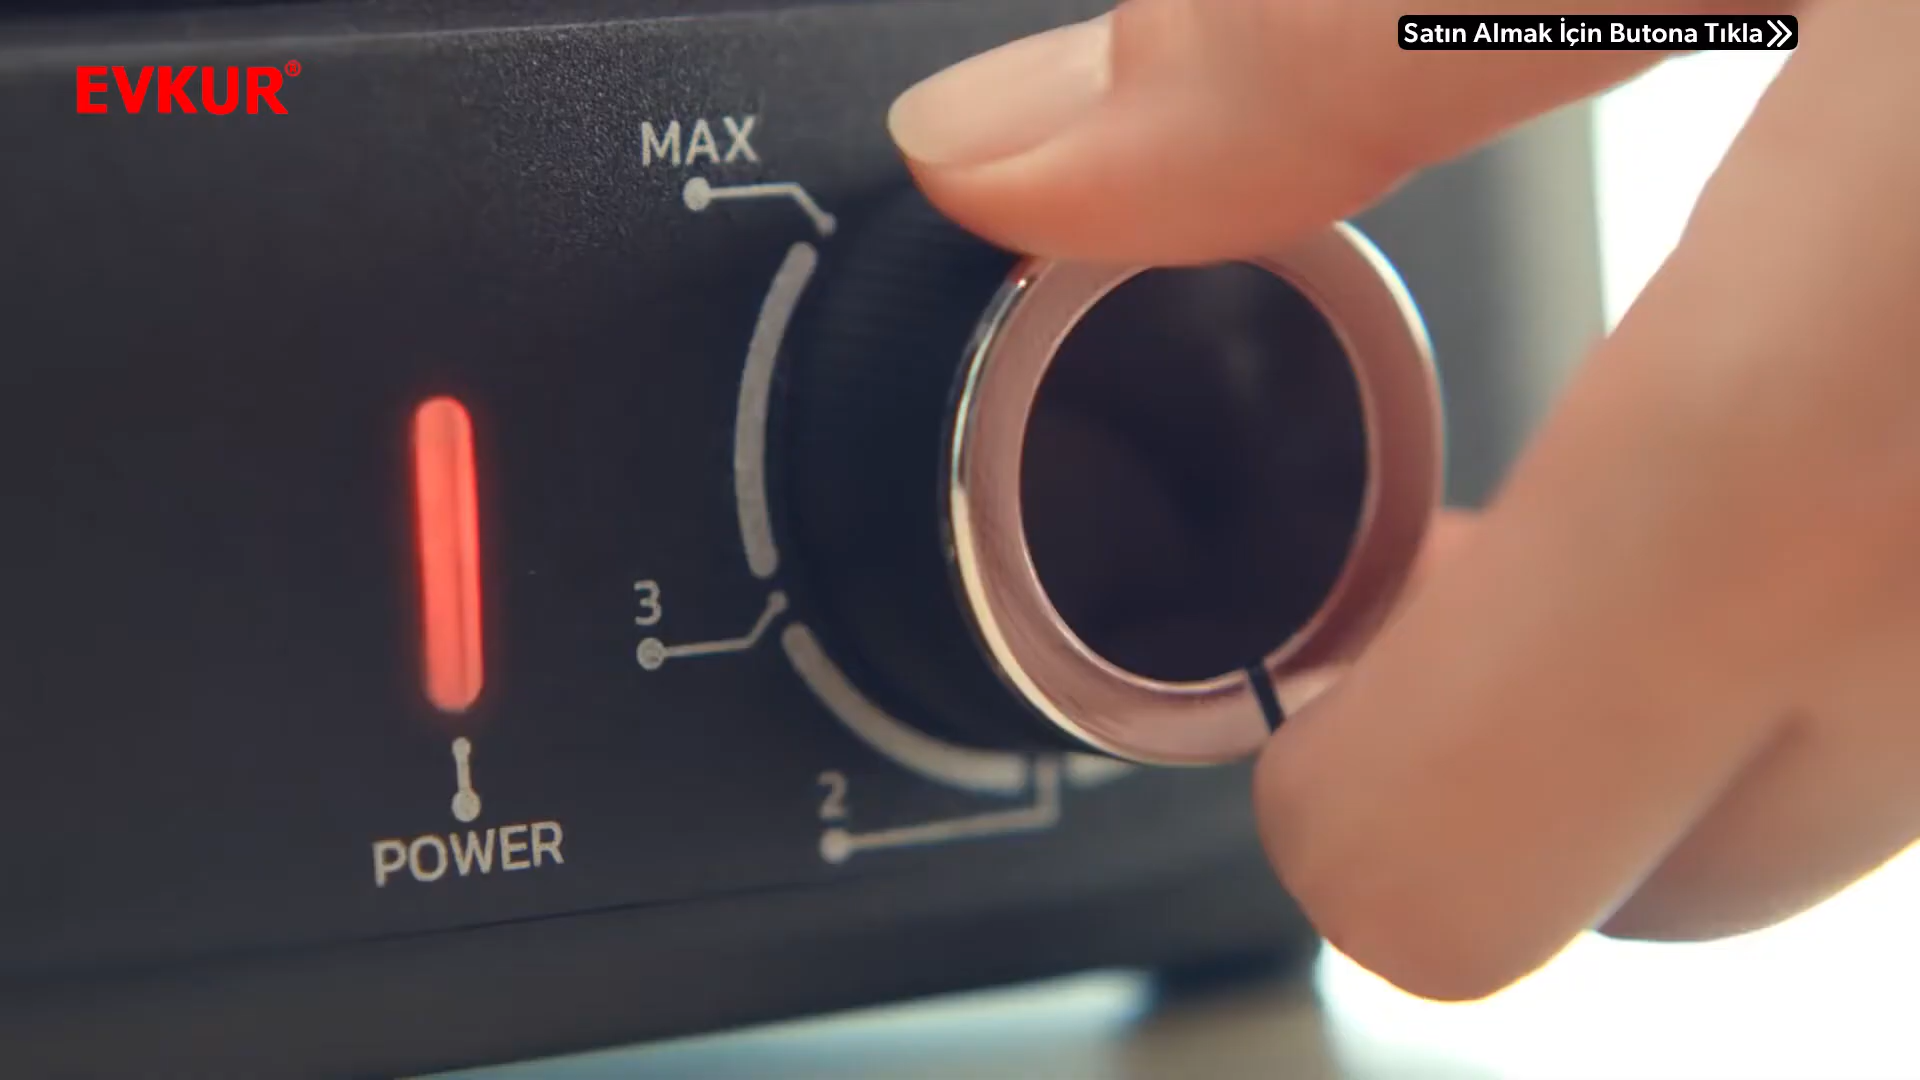 Satın Almak İçin Butona Tıkla
EVKUR®
MAX
3
2
POWER